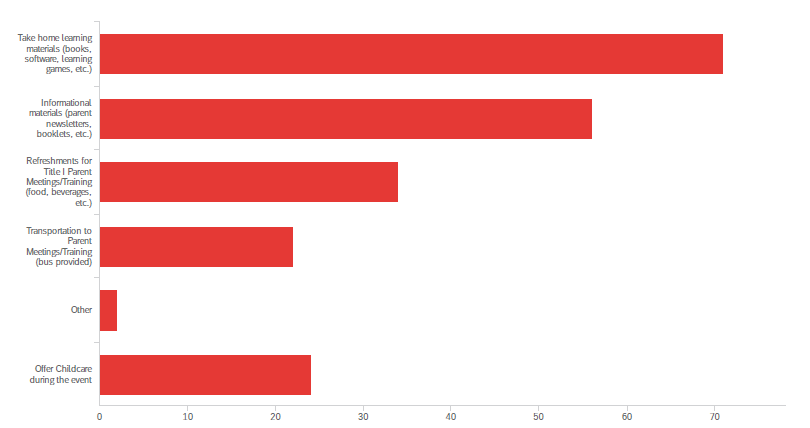 Take home learning
materials (books,
software, learning
games, etc.)
Informational
materials (parent
newsletters,
booklets, etc.)
Refreshments for
Title I Parent
Meetings/Training
(food, beverages,
etc.)
Transportation to
Parent
Meetings/Training
(bus provided)
Other
Offer Childcare
during the event
0 10 20 30 40 50 60 70